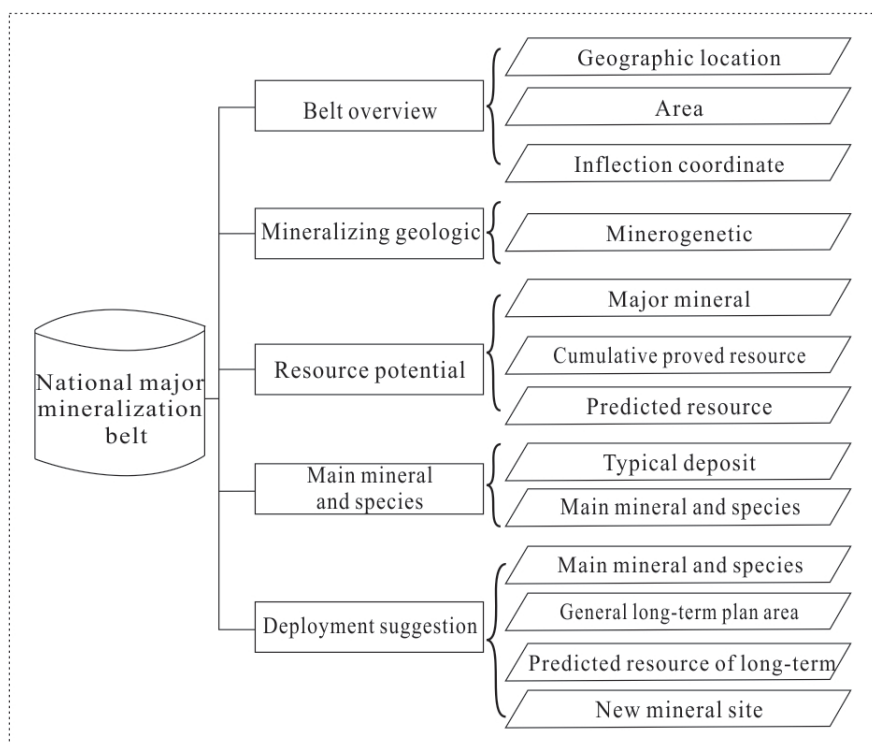 National major
mineralization
belt
Belt overview
Geographic location
Area
Inflection coordinate
Mineralizing geologic
Minerogenetic
Resource potential
Major mineral
Cumulative proved resource
Predicted resource
Main mineral
and species
Typical deposit
Main mineral and species
Deployment suggestion
Main mineral and species
General long-term plan area
Predicted resource of long-term
New mineral site